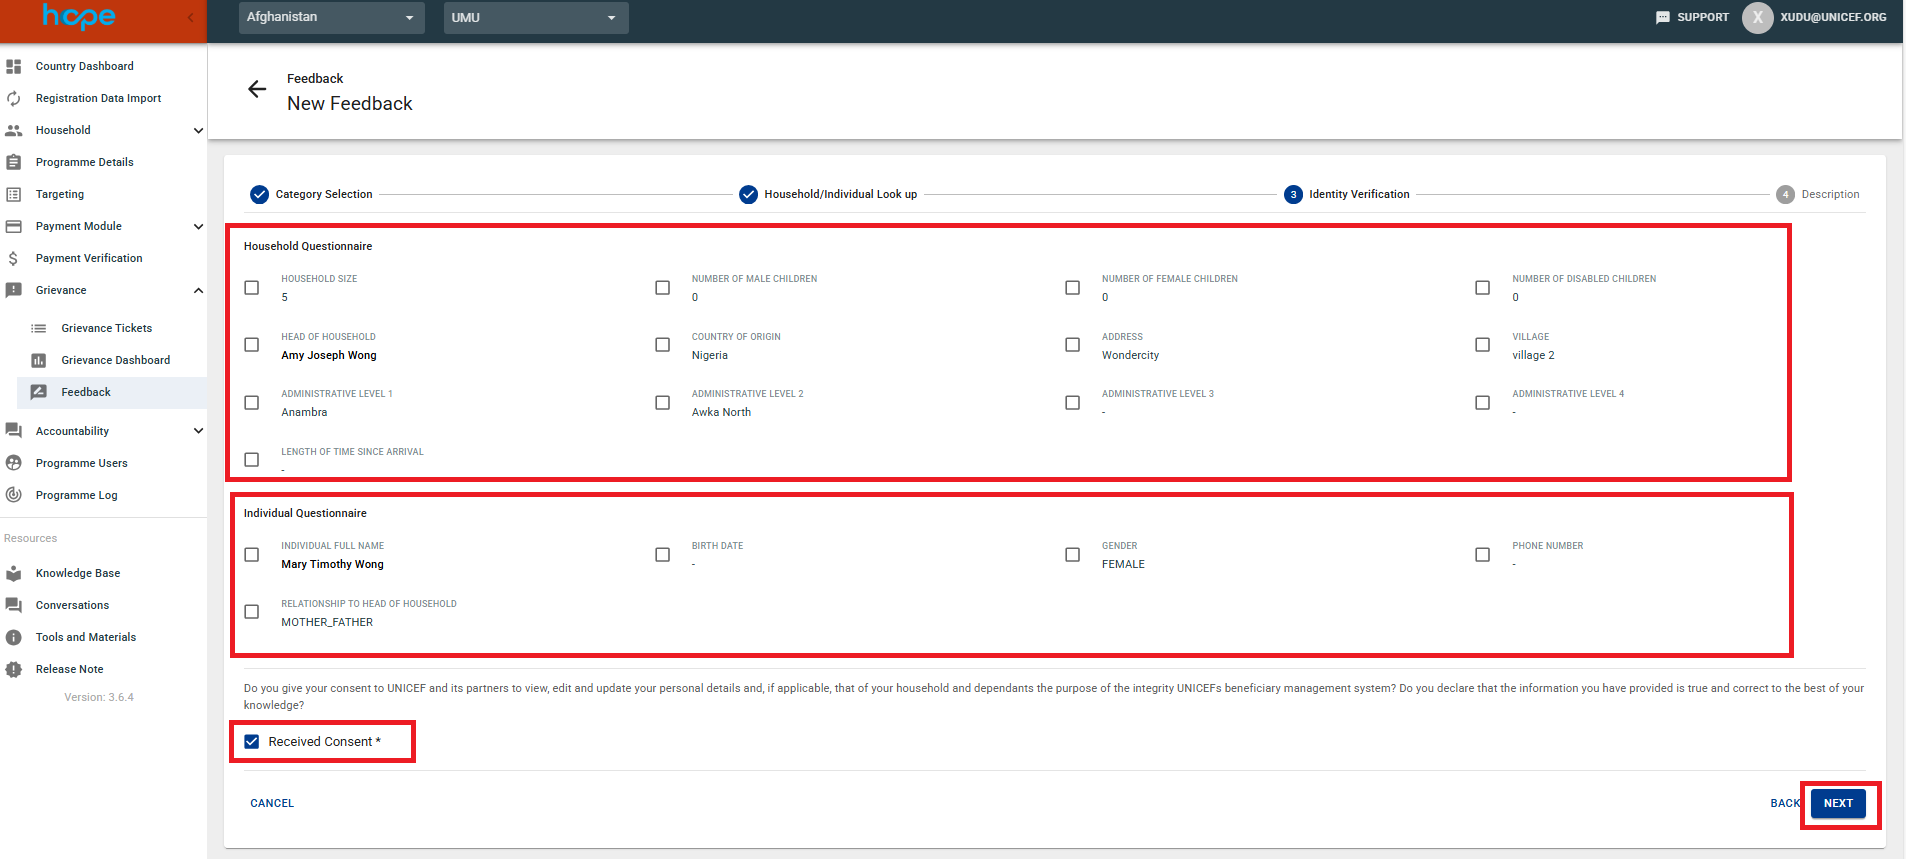 hope
Afghanistan
UMU
SUPPORT
X
XUDU@UNICEF.ORG
Country Dashboard
Registration Data Import
Household
Programme Details
Targeting
Payment Module
Payment Verification
Grievance
Grievance Tickets
Grievance Dashboard
Feedback
Accountability
Programme Users
Programme Log
Resources
Knowledge Base
Conversations
Tools and Materials
Release Note
Version: 3.6.4
Feedback
New Feedback
Category Selection
Household/Individual Look up
3 Identity Verification
4 Description
Household Questionnaire
HOUSEHOLD SIZE
5
NUMBER OF MALE CHILDREN
0
NUMBER OF FEMALE CHILDREN
0
NUMBER OF DISABLED CHILDREN
0
HEAD OF HOUSEHOLD
Amy Joseph Wong
COUNTRY OF ORIGIN
Nigeria
ADDRESS
Wondercity
VILLAGE
village 2
ADMINISTRATIVE LEVEL 1
Anambra
ADMINISTRATIVE LEVEL 2
Awka North
ADMINISTRATIVE LEVEL 3
-
ADMINISTRATIVE LEVEL 4
-
LENGTH OF TIME SINCE ARRIVAL
-
Individual Questionnaire
INDIVIDUAL FULL NAME
Mary Timothy Wong
BIRTH DATE
-
GENDER
FEMALE
PHONE NUMBER
-
RELATIONSHIP TO HEAD OF HOUSEHOLD
MOTHER_FATHER
Do you give your consent to UNICEF and its partners to view, edit and update your personal details and, if applicable, that of your household and dependants the purpose of the integrity UNICEFs beneficiary management system? Do you declare that the information you have provided is true and correct to the best of your
knowledge?
Received Consent *
CANCEL
BACK
NEXT